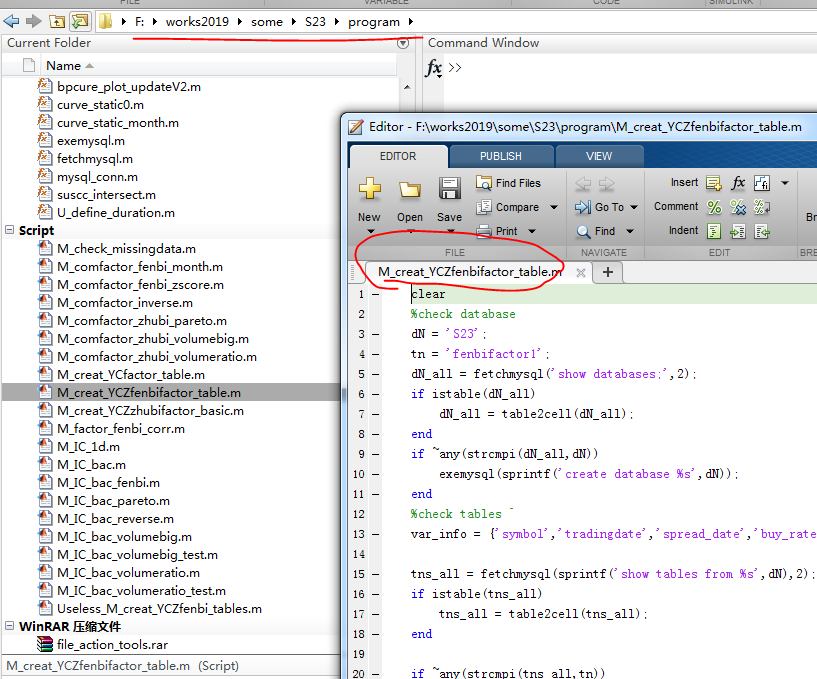 FILE VARIABLE CODE SIMULINK
F: works2019 some S23 program
Current Folder
Command Window
Name
fx >>
bpcure_plot_updateV2.m
curve_static0.m
curve_static_month.m
exemysql.m
fetchmysql.m
mysql_conn.m
suscc_intersect.m
U_define_duration.m
Script
M_check_missingdata.m
M_comfactor_fenbi_month.m
M_comfactor_fenbi_zscore.m
M_comfactor_inverse.m
M_comfactor_zhubi_pareto.m
M_comfactor_zhubi_volumebig.m
M_comfactor_zhubi_volumeratio.m
M_creat_YCfactor_table.m
M_creat_YCZfenbifactor_table.m
M_creat_YCZzhubifactor_basic.m
M_factor_fenbi_corr.m
M_IC_1d.m
M_IC_bac.m
M_IC_bac_fenbi.m
M_IC_bac_pareto.m
M_IC_bac_reverse.m
M_IC_bac_volumebig.m
M_IC_bac_volumebig_test.m
M_IC_bac_volumeratio.m
M_IC_bac_volumeratio_test.m
Useless_M_creat_YCZfenbi_tables.m
WinRAR 压缩文件
file_action_tools.rar
M_creat_YCZfenbifactor_table.m (Script)
Editor - F:\works2019\some\S23\program\M_creat_YCZfenbifactor_table.m
EDITOR PUBLISH VIEW
New Open Save
Find Files
Compare
Print
Go To
Find
Insert fx
Comment
Indent
Br
FILE NAVIGATE EDIT BRE
M_creat_YCZfenbifactor_table.m
1 clear
2 %check database
3 dN = 'S23';
4 tn = 'fenbifactor1';
5 dN_all = fetchmysql('show databases;',2);
6 if istable(dN_all)
7 dN_all = table2cell(dN_all);
8 end
9 if ~any(strcmpi(dN_all,dN))
10 exemysql(sprintf('create database %s',dN));
11 end
12 %check tables ~
13 var_info = {'symbol','tradingdate','spread_date','buy_rate
14
15 tns_all = fetchmysql(sprintf('show tables from %s',dN),2);
16 if istable(tns_all)
17 tns_all = table2cell(tns_all);
18 end
19
20 if ~any(strcmpi(tns_all,tn))